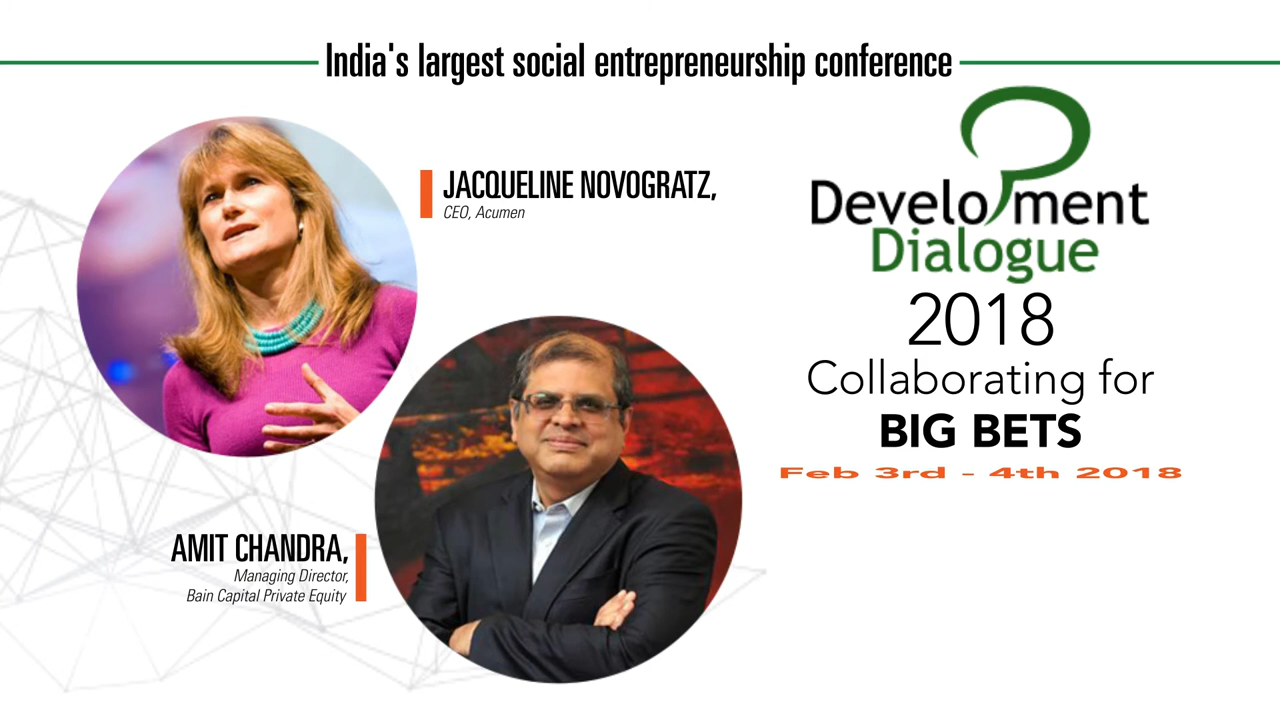 India's largest social entrepreneurship conference
JACQUELINE NOVOGRATZ,
CEO, Acumen
AMIT CHANDRA,
Managing Director,
Bain Capital Private Equity
Development
Dialogue
2018
Collaborating for
BIG BETS
Feb 3rd - 4th 2018